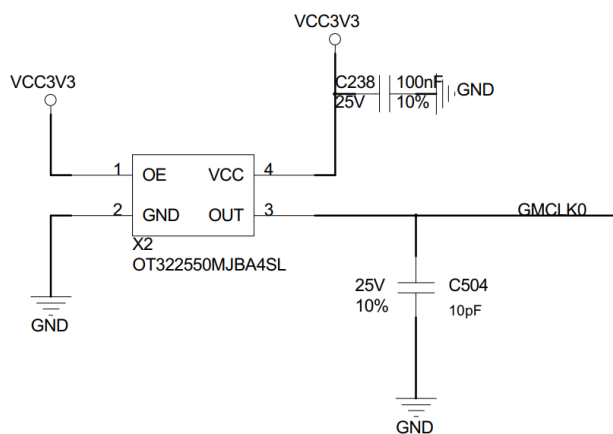 VCC3V3
VCC3V3
C238 100nF
25V 10%
GND
1 OE VCC 4
2 GND OUT 3
GMCLK0
X2
OT322550MJBA4SL
25V C504
10% 10pF
GND
GND